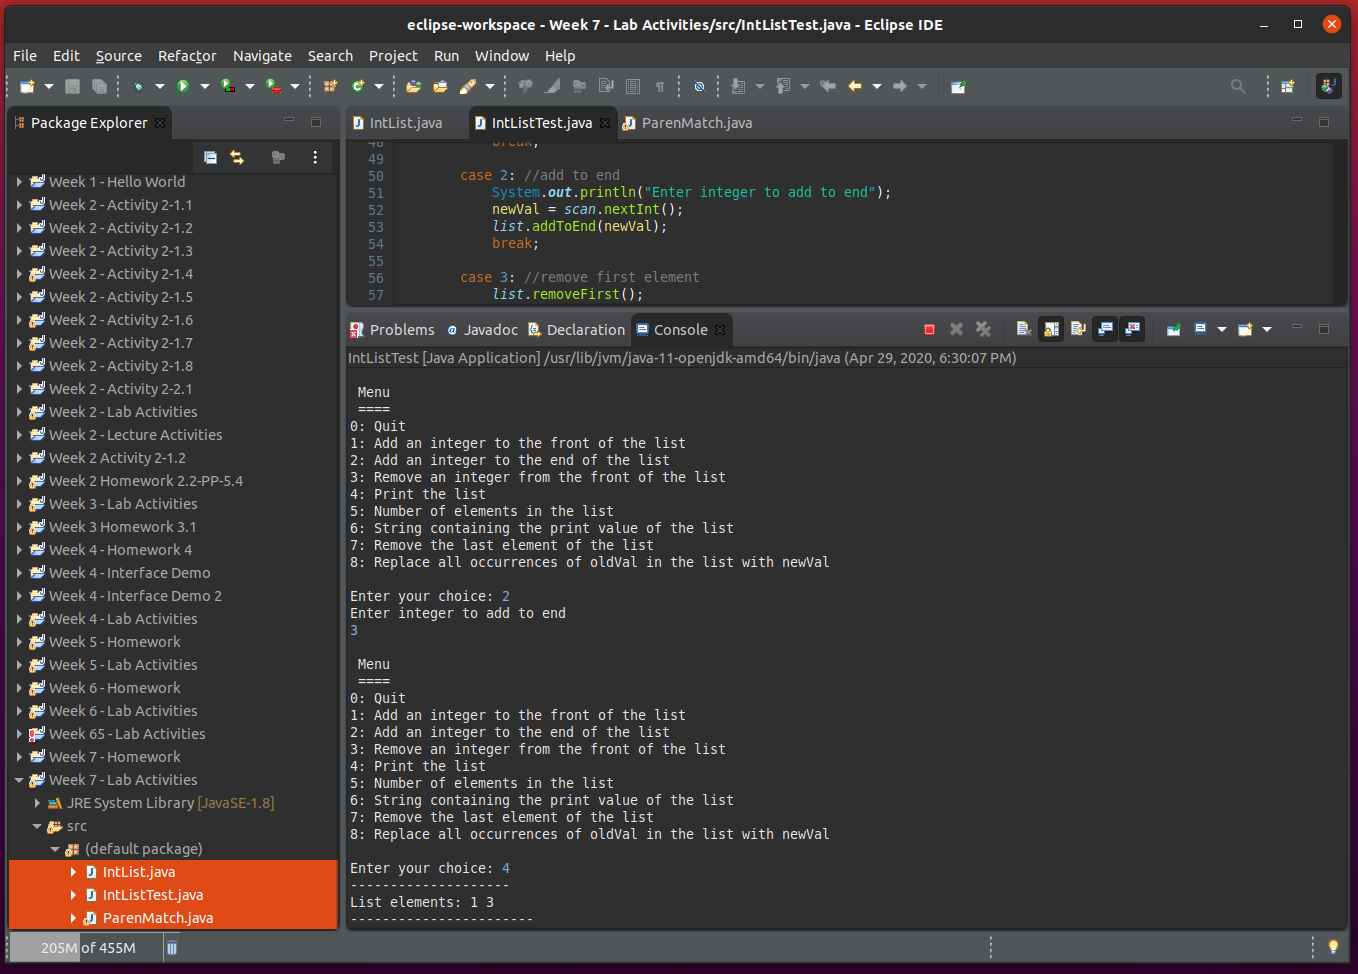 eclipse-workspace - Week 7 - Lab Activities/src/IntListTest.java - Eclipse IDE
File Edit Source Refactor Navigate Search Project Run Window Help
Package Explorer
Week 1 - Hello World
Week 2 - Activity 2-1.1
Week 2 - Activity 2-1.2
Week 2 - Activity 2-1.3
Week 2 - Activity 2-1.4
Week 2 - Activity 2-1.5
Week 2 - Activity 2-1.6
Week 2 - Activity 2-1.7
Week 2 - Activity 2-1.8
Week 2 - Activity 2-2.1
Week 2 - Lab Activities
Week 2 - Lecture Activities
Week 2 Activity 2-1.2
Week 2 Homework 2.2-PP-5.4
Week 3 - Lab Activities
Week 3 Homework 3.1
Week 4 - Homework 4
Week 4 - Interface Demo
Week 4 - Interface Demo 2
Week 4 - Lab Activities
Week 5 - Homework
Week 5 - Lab Activities
Week 6 - Homework
Week 6 - Lab Activities
Week 65 - Lab Activities
Week 7 - Homework
Week 7 - Lab Activities
JRE System Library [JavaSE-1.8]
src
(default package)
IntList.java
IntListTest.java
ParenMatch.java
205M of 455M
IntList.java IntListTest.java ParenMatch.java
48 break;
49
50 case 2: //add to end
51 System.out.println("Enter integer to add to end");
52 newVal = scan.nextInt();
53 list.addToEnd(newVal);
54 break;
55
56 case 3: //remove first element
57 list.removeFirst();
Problems Javadoc Declaration Console
IntListTest [Java Application] /usr/lib/jvm/java-11-openjdk-amd64/bin/java (Apr 29, 2020, 6:30:07 PM)
Menu
====
0: Quit
1: Add an integer to the front of the list
2: Add an integer to the end of the list
3: Remove an integer from the front of the list
4: Print the list
5: Number of elements in the list
6: String containing the print value of the list
7: Remove the last element of the list
8: Replace all occurrences of oldVal in the list with newVal
Enter your choice: 2
Enter integer to add to end
3
Menu
====
0: Quit
1: Add an integer to the front of the list
2: Add an integer to the end of the list
3: Remove an integer from the front of the list
4: Print the list
5: Number of elements in the list
6: String containing the print value of the list
7: Remove the last element of the list
8: Replace all occurrences of oldVal in the list with newVal
Enter your choice: 4
--------------------
List elements: 1 3
-----------------------